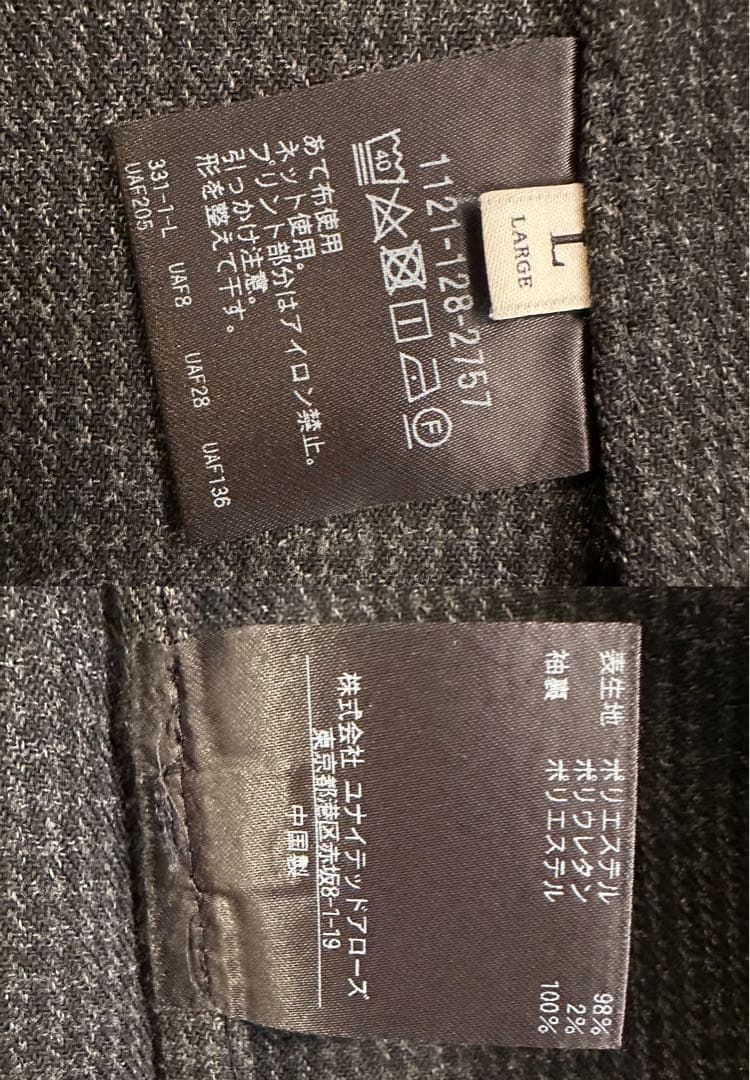 L
LARGE
1121-128-2757
40
F
あて布使用
ネット使用。
プリント部分はアイロン禁止。
引っかけ注意。
形を整えて干す。
331-1-L UAF8 UAF28 UAF136
UAF205
表生地 ポリエステル 98%
ポリウレタン 2%
袖裏 ポリエステル 100%
株式会社 ユナイテッドアローズ
東京都港区赤坂8-1-19
中国製